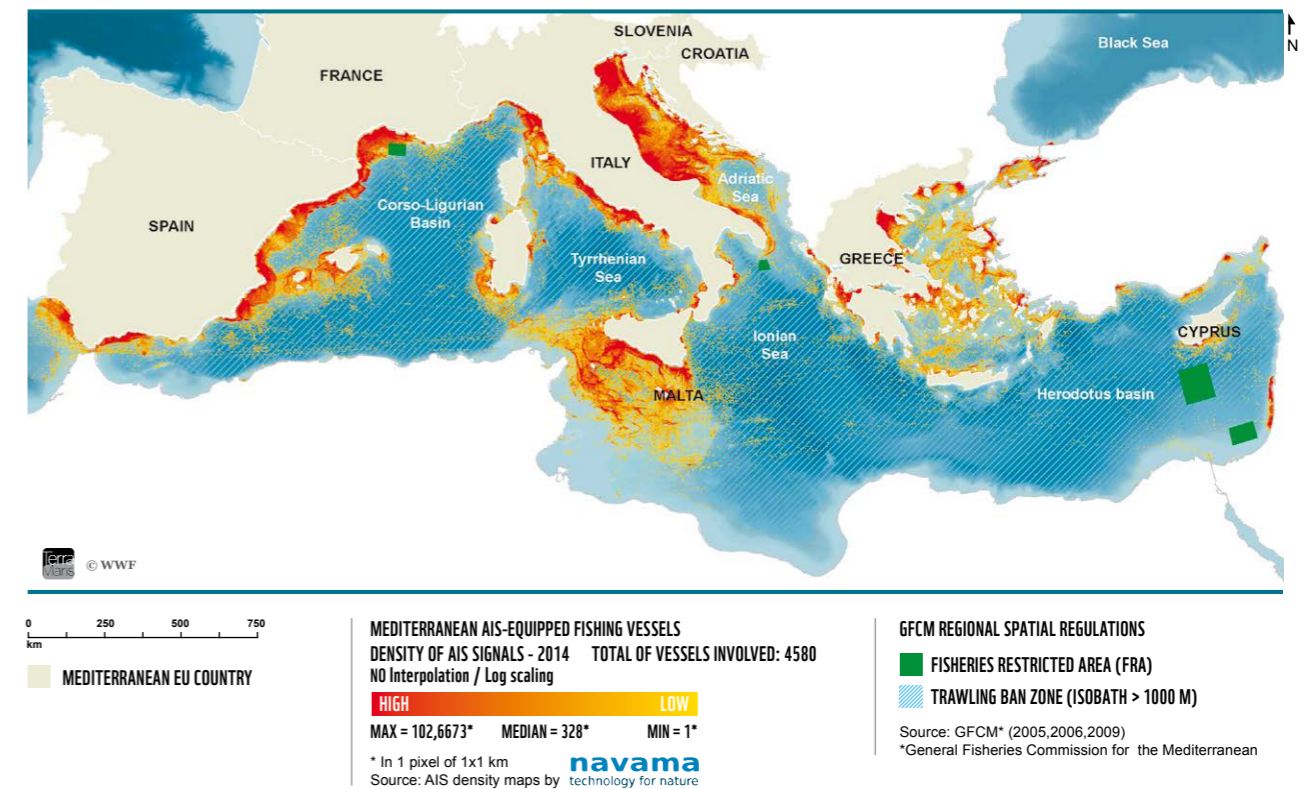 N
SLOVENIA
CROATIA
Black Sea
FRANCE
ITALY
Adriatic
Sea
Corso-Ligurian
Basin
SPAIN
Tyrrhenian
Sea
GREECE
CYPRUS
Ionian
Sea
MALTA
Herodotus basin
Terra
Maris
© WWF
0 250 500 750
km
MEDITERRANEAN EU COUNTRY
MEDITERRANEAN AIS-EQUIPPED FISHING VESSELS
DENSITY OF AIS SIGNALS - 2014 TOTAL OF VESSELS INVOLVED: 4580
NO Interpolation / Log scaling
HIGH LOW
MAX = 102,6673* MEDIAN = 328* MIN = 1*
* In 1 pixel of 1x1 km
Source: AIS density maps by navama
technology for nature
GFCM REGIONAL SPATIAL REGULATIONS
FISHERIES RESTRICTED AREA (FRA)
TRAWLING BAN ZONE (ISOBATH > 1000 M)
Source: GFCM* (2005,2006,2009)
*General Fisheries Commission for the Mediterranean